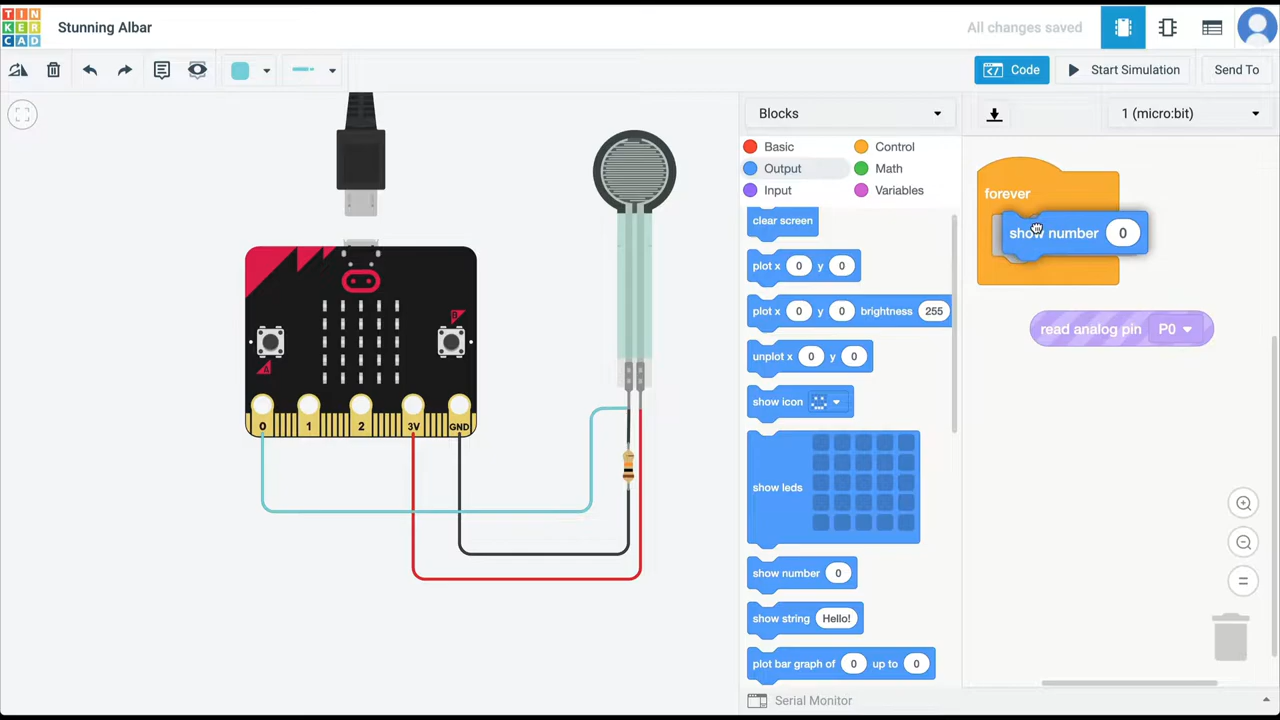 TIN
KER
CAD
Stunning Albar
All changes saved
Code
Start Simulation
Send To
Blocks
1 (micro:bit)
Basic
Control
Output
Math
Input
Variables
clear screen
plot x 0 y 0
plot x 0 y 0 brightness 255
unplot x 0 y 0
show icon
show leds
show number 0
show string Hello!
plot bar graph of 0 up to 0
forever
show number 0
read analog pin P0
A
B
0 1 2 3V GND
Serial Monitor